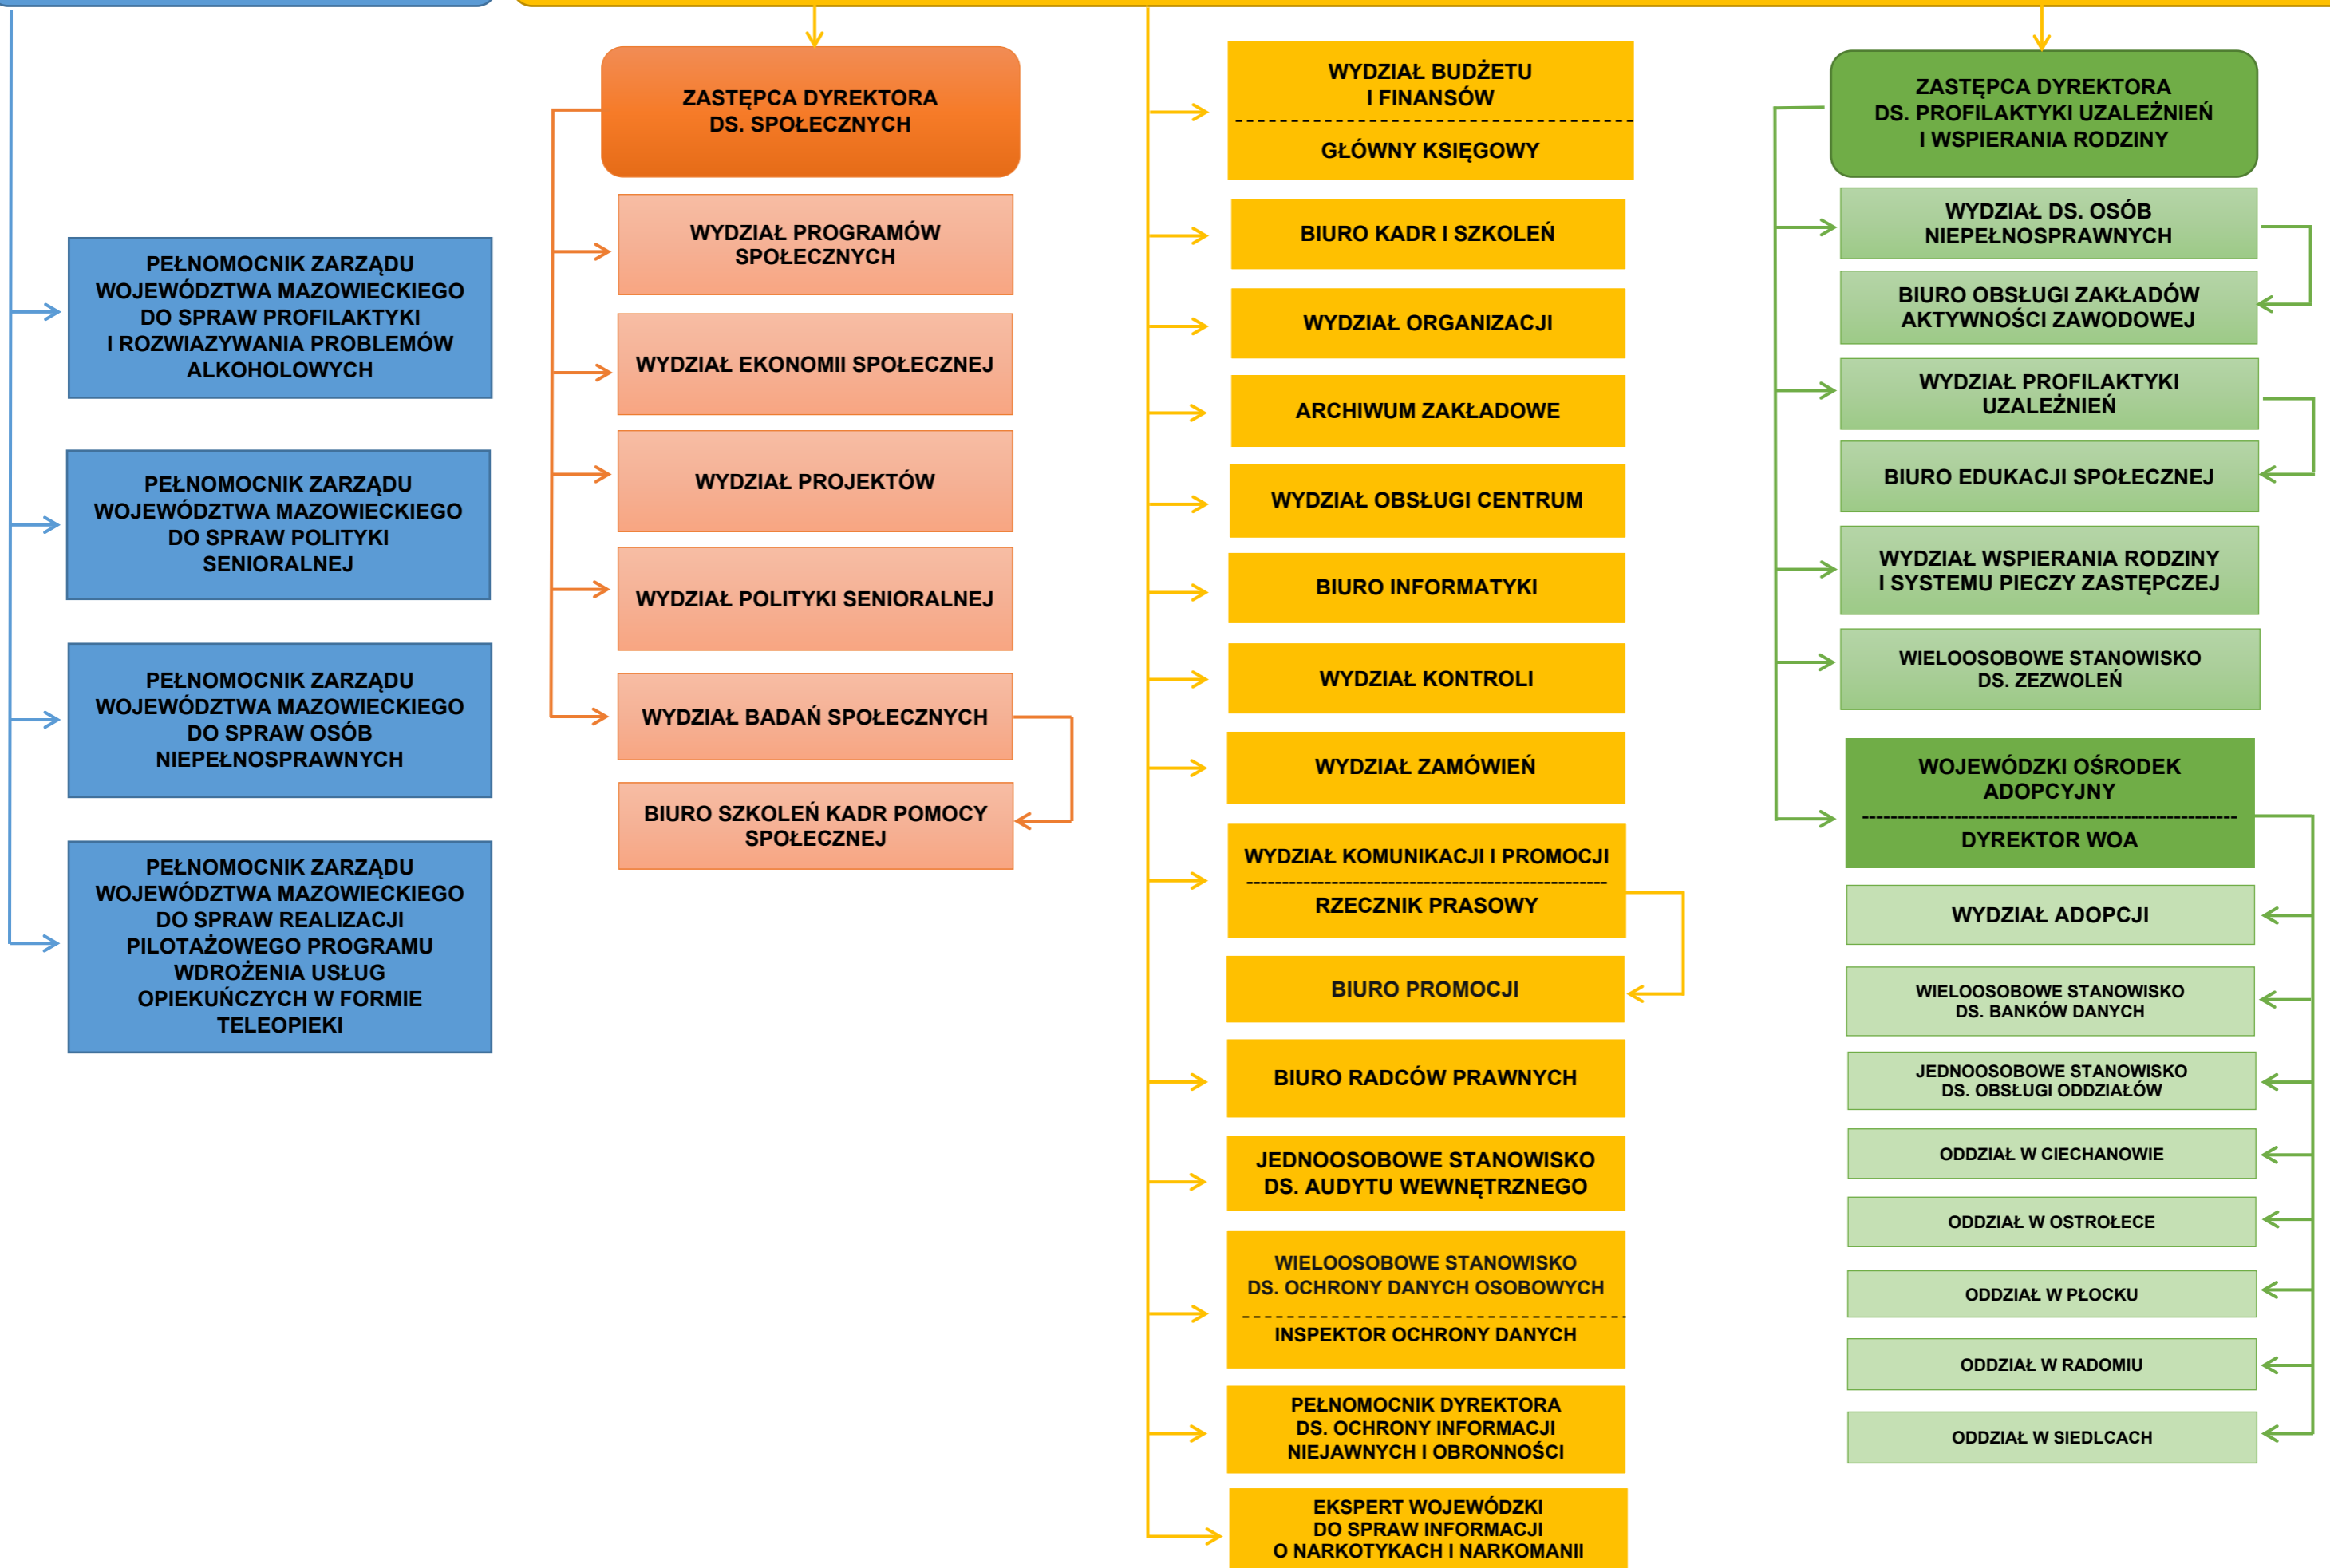 PEŁNOMOCNIK ZARZĄDU
WOJEWÓDZTWA MAZOWIECKIEGO
DO SPRAW PROFILAKTYKI
I ROZWIAZYWANIA PROBLEMÓW
ALKOHOLOWYCH
PEŁNOMOCNIK ZARZĄDU
WOJEWÓDZTWA MAZOWIECKIEGO
DO SPRAW POLITYKI
SENIORALNEJ
PEŁNOMOCNIK ZARZĄDU
WOJEWÓDZTWA MAZOWIECKIEGO
DO SPRAW OSÓB
NIEPEŁNOSPRAWNYCH
PEŁNOMOCNIK ZARZĄDU
WOJEWÓDZTWA MAZOWIECKIEGO
DO SPRAW REALIZACJI
PILOTAŻOWEGO PROGRAMU
WDROŻENIA USŁUG
OPIEKUŃCZYCH W FORMIE
TELEOPIEKI
ZASTĘPCA DYREKTORA
DS. SPOŁECZNYCH
WYDZIAŁ PROGRAMÓW
SPOŁECZNYCH
WYDZIAŁ EKONOMII SPOŁECZNEJ
WYDZIAŁ PROJEKTÓW
WYDZIAŁ POLITYKI SENIORALNEJ
WYDZIAŁ BADAŃ SPOŁECZNYCH
BIURO SZKOLEŃ KADR POMOCY
SPOŁECZNEJ
WYDZIAŁ BUDŻETU
I FINANSÓW
GŁÓWNY KSIĘGOWY
BIURO KADR I SZKOLEŃ
WYDZIAŁ ORGANIZACJI
ARCHIWUM ZAKŁADOWE
WYDZIAŁ OBSŁUGI CENTRUM
BIURO INFORMATYKI
WYDZIAŁ KONTROLI
WYDZIAŁ ZAMÓWIEŃ
WYDZIAŁ KOMUNIKACJI I PROMOCJI
RZECZNIK PRASOWY
BIURO PROMOCJI
BIURO RADCÓW PRAWNYCH
JEDNOOSOBOWE STANOWISKO
DS. AUDYTU WEWNĘTRZNEGO
WIELOOSOBOWE STANOWISKO
DS. OCHRONY DANYCH OSOBOWYCH
INSPEKTOR OCHRONY DANYCH
PEŁNOMOCNIK DYREKTORA
DS. OCHRONY INFORMACJI
NIEJAWNYCH I OBRONNOŚCI
EKSPERT WOJEWÓDZKI
DO SPRAW INFORMACJI
O NARKOTYKACH I NARKOMANII
ZASTĘPCA DYREKTORA
DS. PROFILAKTYKI UZALEŻNIEŃ
I WSPIERANIA RODZINY
WYDZIAŁ DS. OSÓB
NIEPEŁNOSPRAWNYCH
BIURO OBSŁUGI ZAKŁADÓW
AKTYWNOŚCI ZAWODOWEJ
WYDZIAŁ PROFILAKTYKI
UZALEŻNIEŃ
BIURO EDUKACJI SPOŁECZNEJ
WYDZIAŁ WSPIERANIA RODZINY
I SYSTEMU PIECZY ZASTĘPCZEJ
WIELOOSOBOWE STANOWISKO
DS. ZEZWOLEŃ
WOJEWÓDZKI OŚRODEK
ADOPCYJNY
DYREKTOR WOA
WYDZIAŁ ADOPCJI
WIELOOSOBOWE STANOWISKO
DS. BANKÓW DANYCH
JEDNOOSOBOWE STANOWISKO
DS. OBSŁUGI ODDZIAŁÓW
ODDZIAŁ W CIECHANOWIE
ODDZIAŁ W OSTROŁECE
ODDZIAŁ W PŁOCKU
ODDZIAŁ W RADOMIU
ODDZIAŁ W SIEDLCACH